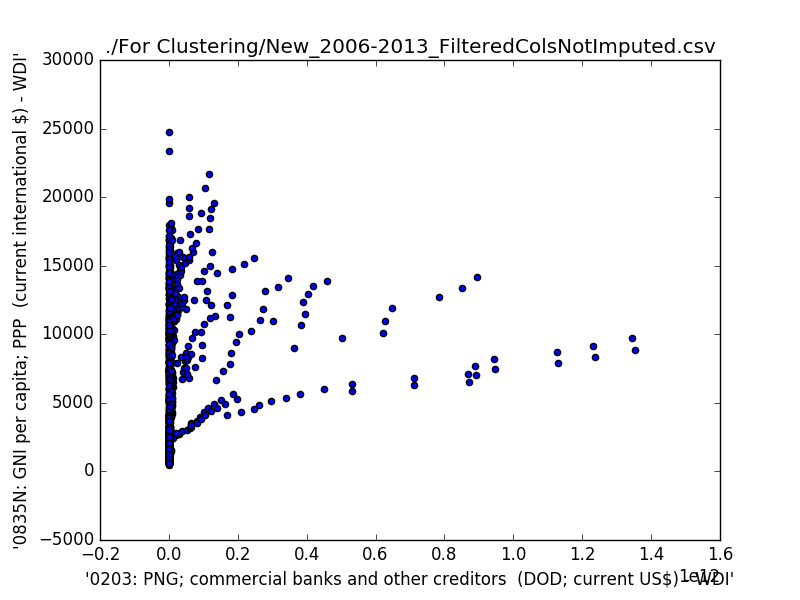 ./For Clustering/New_2006-2013_FilteredColsNotImputed.csv
30000
25000
20000
15000
10000
5000
0
−5000
'0835N: GNI per capita; PPP  (current international $) - WDI'
−0.2 0.0 0.2 0.4 0.6 0.8 1.0 1.2 1.4 1.6
1e12
'0203: PNG; commercial banks and other creditors  (DOD; current US$) - WDI'